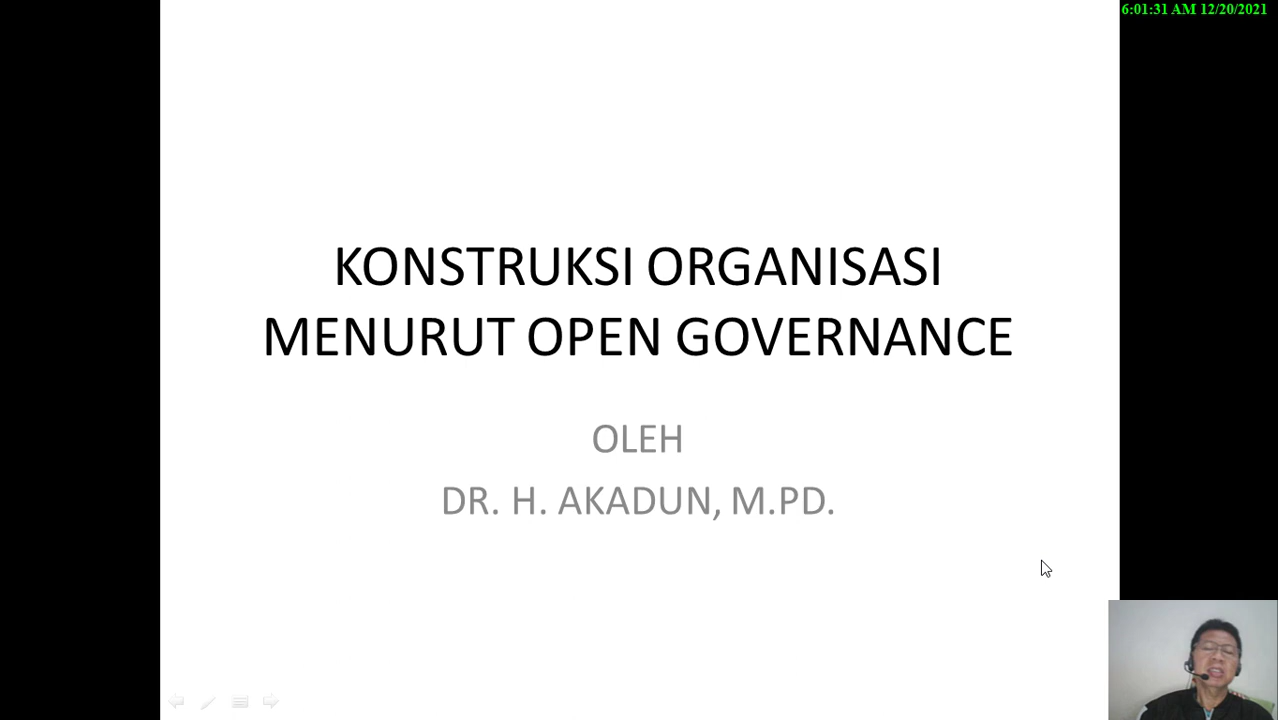 6:01:31 AM 12/20/2021
KONSTRUKSI ORGANISASI
MENURUT OPEN GOVERNANCE
OLEH
DR. H. AKADUN, M.PD.